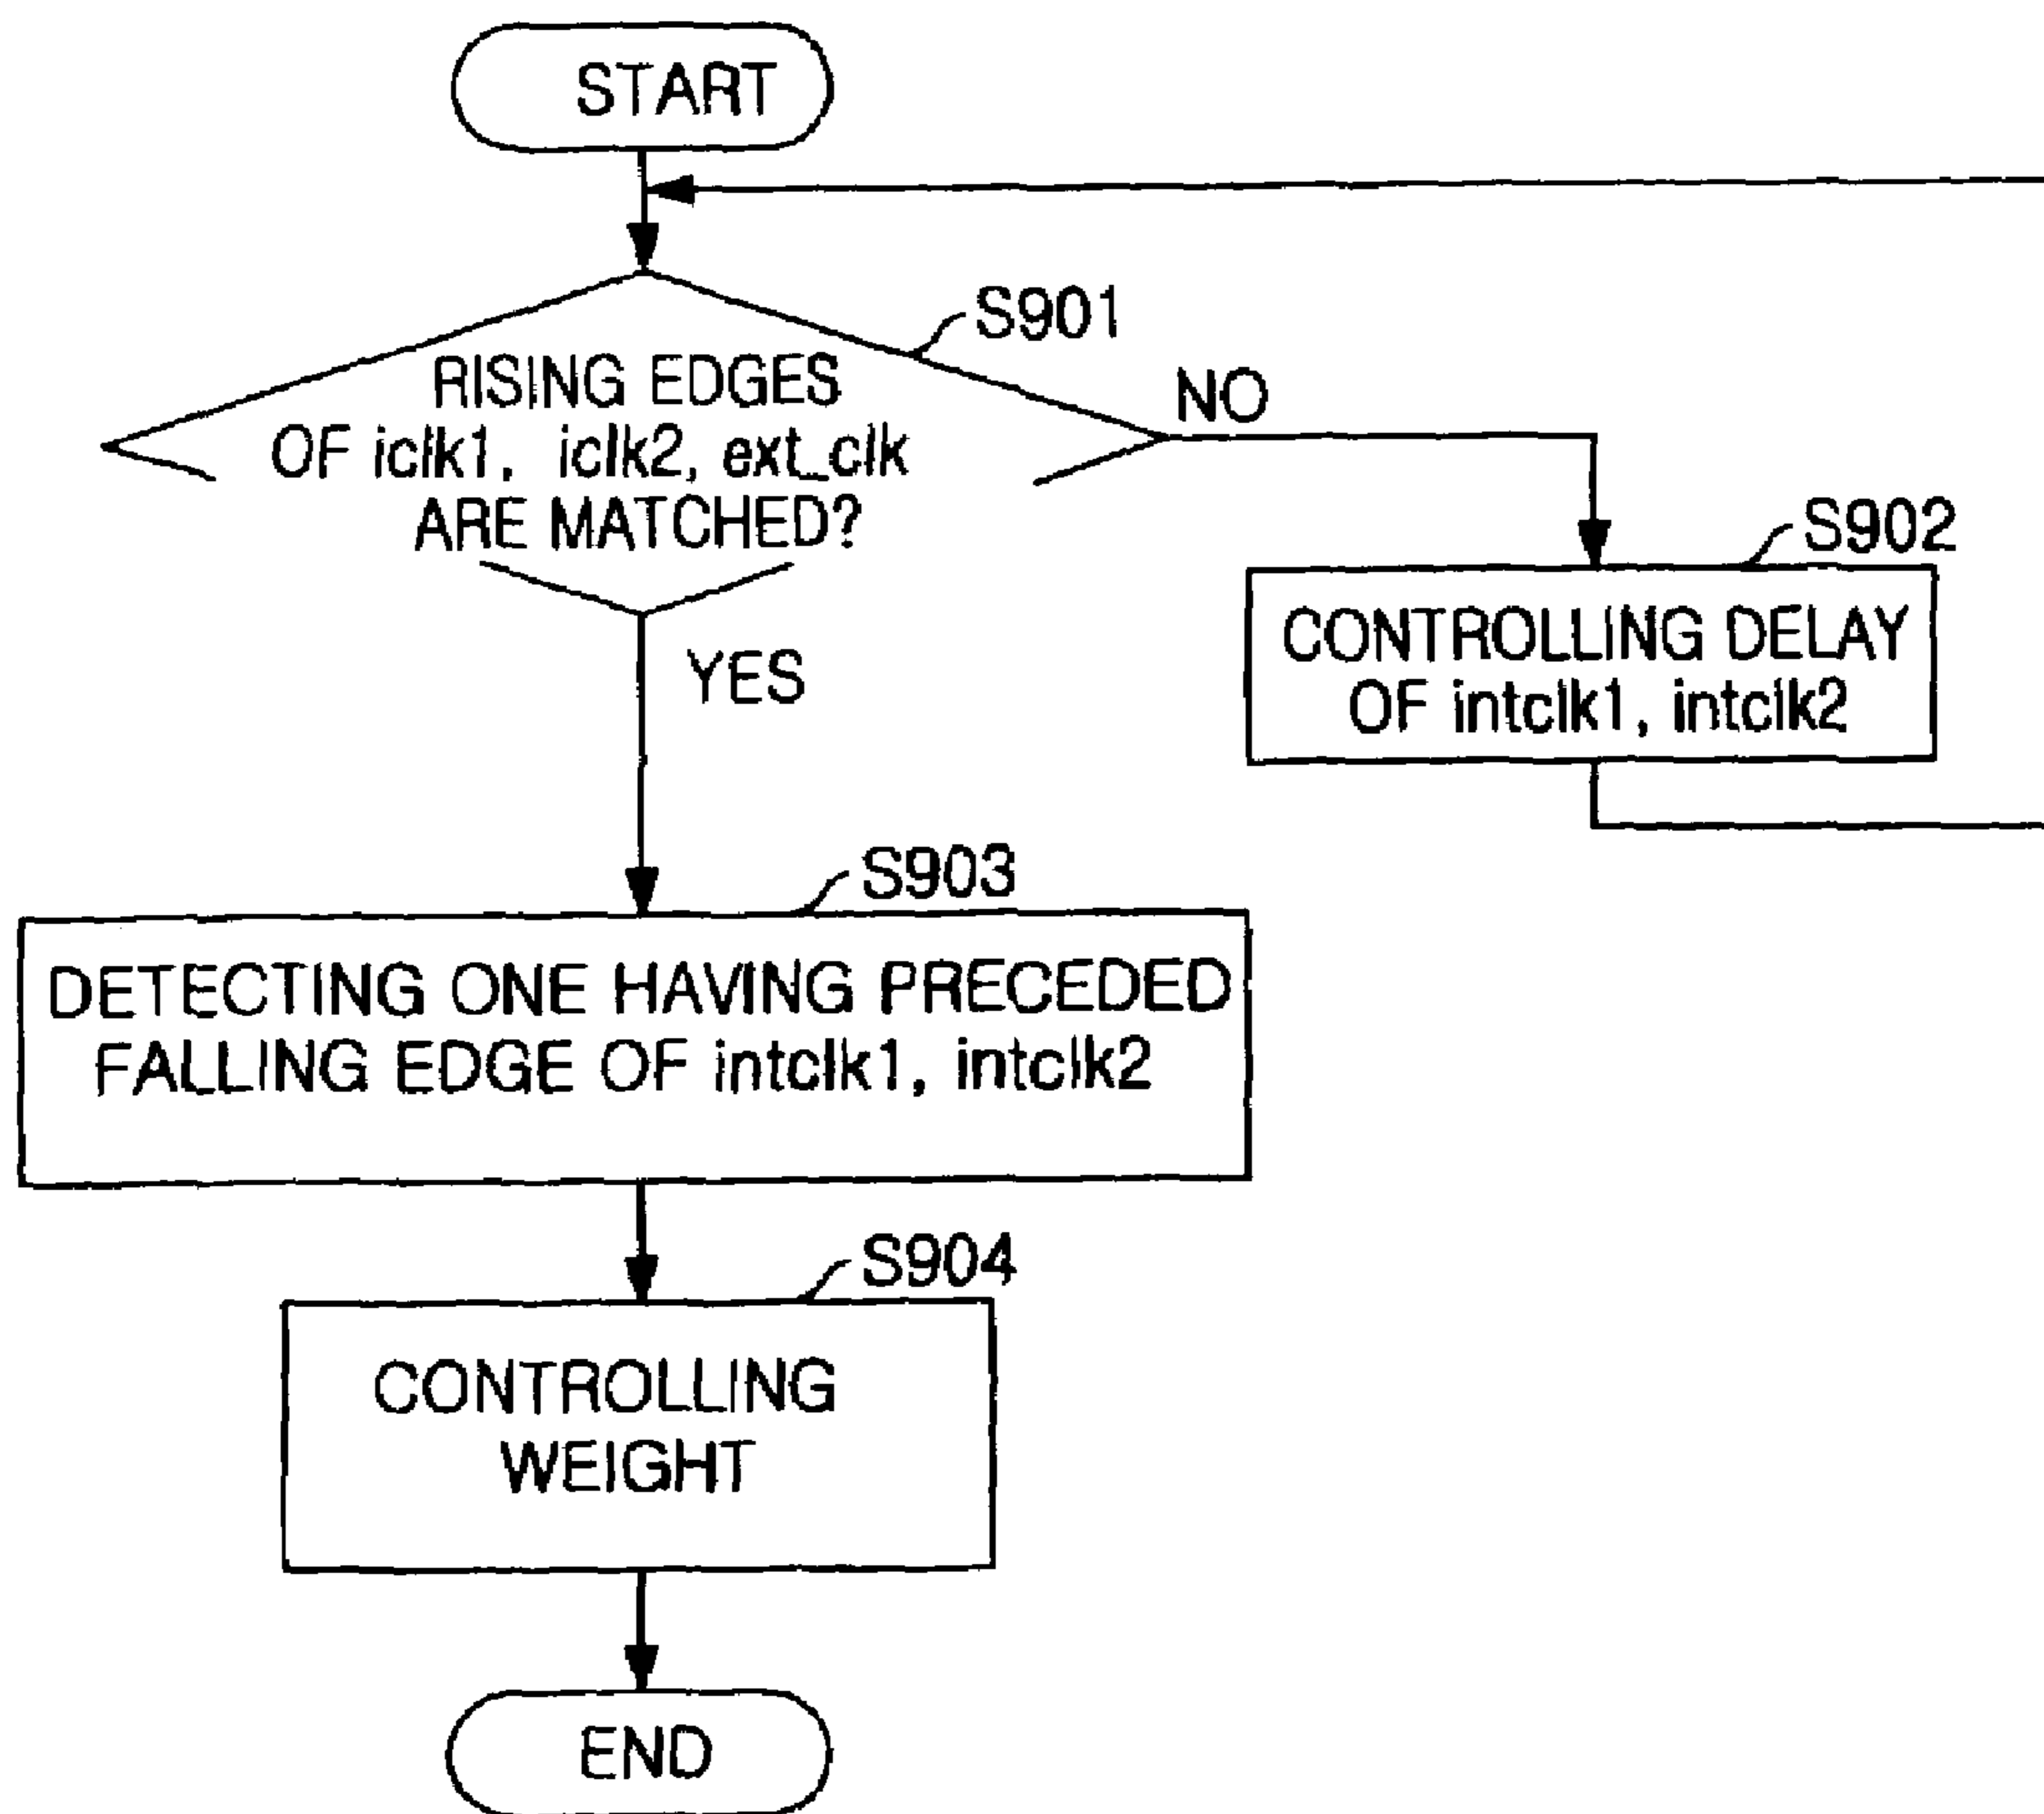 START
S901
RISING EDGES
OF iclk1, iclk2, ext_clk
ARE MATCHED?
NO
YES
S902
CONTROLLING DELAY
OF intclk1, intclk2
S903
DETECTING ONE HAVING PRECEDED
FALLING EDGE OF intclk1, intclk2
S904
CONTROLLING
WEIGHT
END